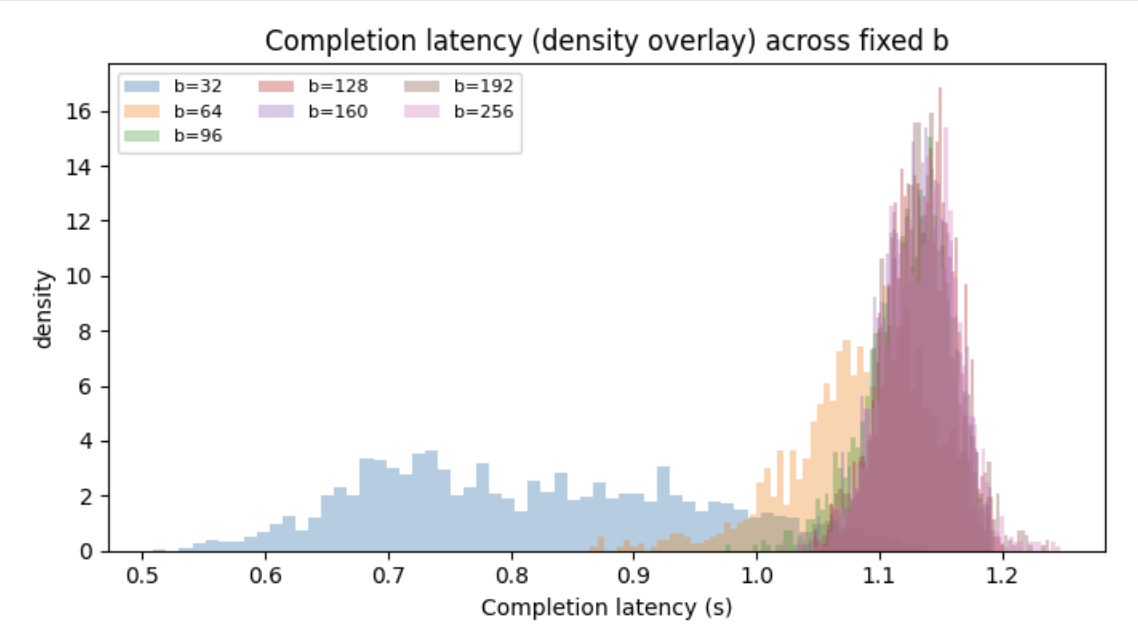 Completion latency (density overlay) across fixed b
b=32
b=64
b=96
b=128
b=160
b=192
b=256
density
16
14
12
10
8
6
4
2
0
0.5 0.6 0.7 0.8 0.9 1.0 1.1 1.2
Completion latency (s)